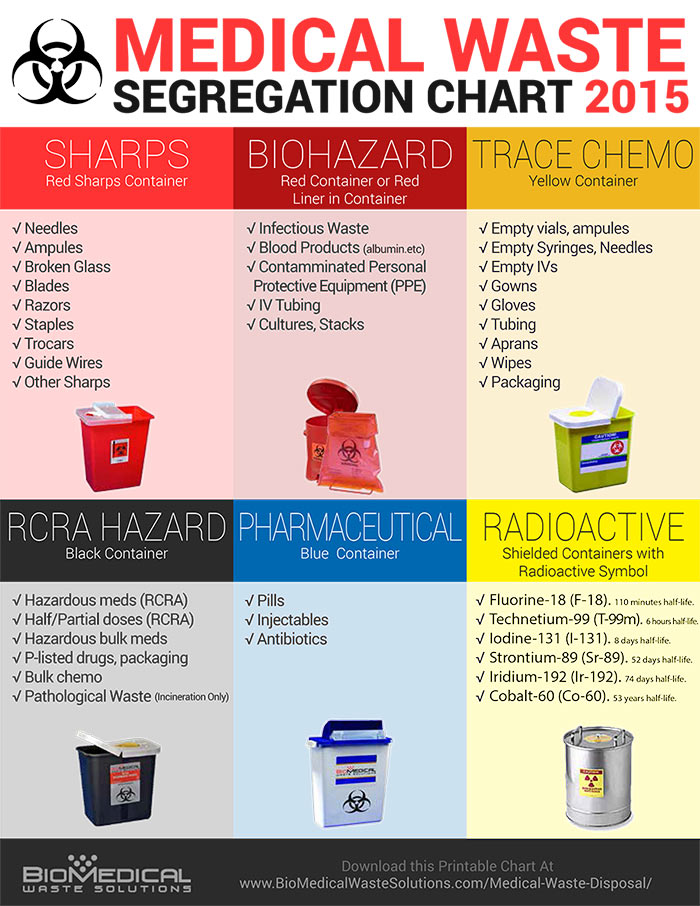 MEDICAL WASTE
SEGREGATION CHART 2015
SHARPS
Red Sharps Container
√ Needles
√ Ampules
√ Broken Glass
√ Blades
√ Razors
√ Staples
√ Trocars
√ Guide Wires
√ Other Sharps
BIOHAZARD
Red Container or Red
Liner in Container
√ Infectious Waste
√ Blood Products (albumin.etc)
√ Contamminated Personal
Protective Equipment (PPE)
√ IV Tubing
√ Cultures, Stacks
TRACE CHEMO
Yellow Container
√ Empty vials, ampules
√ Empty Syringes, Needles
√ Empty IVs
√ Gowns
√ Gloves
√ Tubing
√ Aprans
√ Wipes
√ Packaging
CAUTION
RCRA HAZARD
Black Container
√ Hazardous meds (RCRA)
√ Half/Partial doses (RCRA)
√ Hazardous bulk meds
√ P-listed drugs, packaging
√ Bulk chemo
√ Pathological Waste (Incineration Only)
BIOMEDICAL
PHARMACEUTICAL
Blue Container
√ Pills
√ Injectables
√ Antibiotics
BIOMEDICAL
WASTE SOLUTIONS
RADIOACTIVE
Shielded Containers with
Radioactive Symbol
√ Fluorine-18 (F-18). 110 minutes half-life.
√ Technetium-99 (T-99m). 6 hours half-life.
√ Iodine-131 (I-131). 8 days half-life.
√ Strontium-89 (Sr-89). 52 days half-life.
√ Iridium-192 (Ir-192). 74 days half-life.
√ Cobalt-60 (Co-60). 53 years half-life.
CAUTION
BIOMEDICAL
WASTE SOLUTIONS
Download this Printable Chart At
www.BioMedicalWasteSolutions.com/Medical-Waste-Disposal/